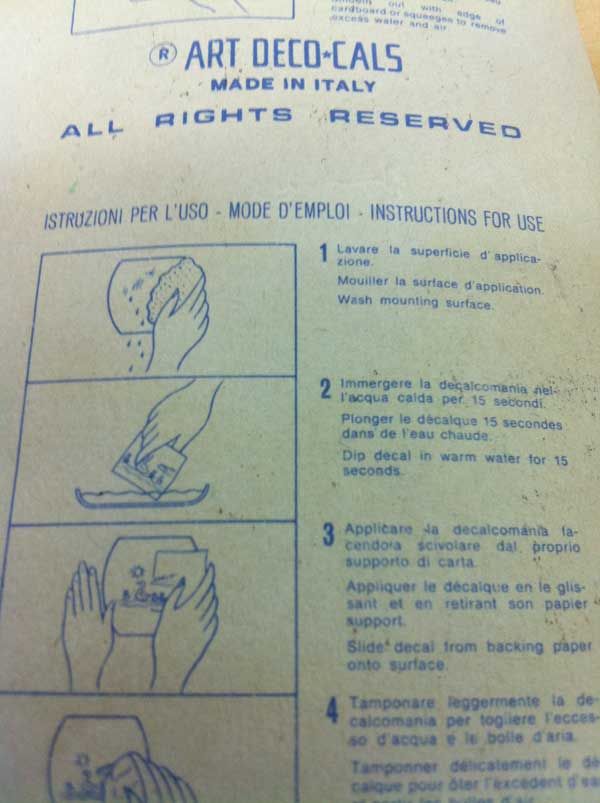 out with edge of
cardboard or squeegee to remove
excess water and air
® ART DECO★CALS
MADE IN ITALY
ALL RIGHTS RESERVED
ISTRUZIONI PER L'USO - MODE D'EMPLOI - INSTRUCTIONS FOR USE
1 Lavare la superficie d'applica-
zione.
Mouiller la surface d'application.
Wash mounting surface.
2 Immergere la decalcomania nel-
l'acqua calda per 15 secondi.
Plonger le décalque 15 secondes
dans de l'eau chaude.
Dip decal in warm water for 15
seconds.
3 Applicare la decalcomania fa-
cendola scivolare dal proprio
supporto di carta.
Appliquer le décalque en le glis-
sant et en retirant son papier
support.
Slide decal from backing paper
onto surface.
4 Tamponare leggermente la de-
calcomania per togliere l'ecces-
so d'acqua e le bolle d'aria.
Tamponner délicatement le dé-
calque pour ôter l'excédent d'eau